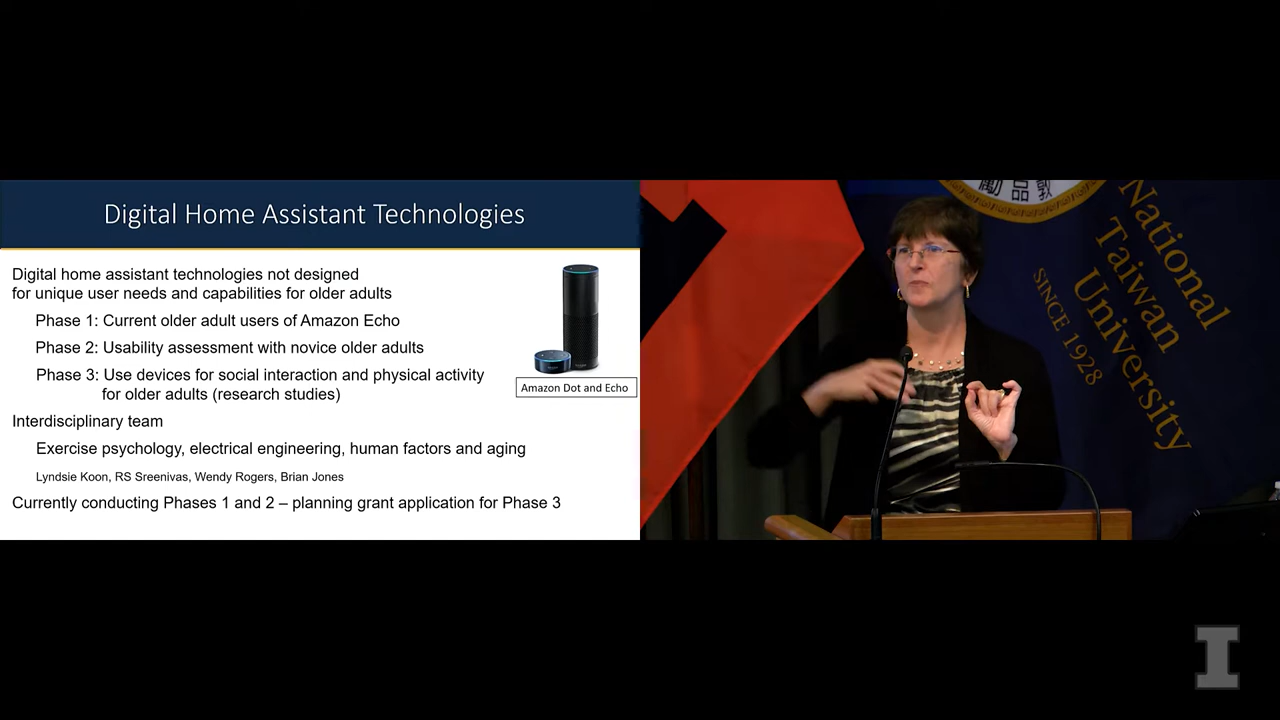 Digital Home Assistant Technologies
Digital home assistant technologies not designed
for unique user needs and capabilities for older adults
Phase 1: Current older adult users of Amazon Echo
Phase 2: Usability assessment with novice older adults
Phase 3: Use devices for social interaction and physical activity
for older adults (research studies)
Amazon Dot and Echo
Interdisciplinary team
Exercise psychology, electrical engineering, human factors and aging
Lyndsie Koon, RS Sreenivas, Wendy Rogers, Brian Jones
Currently conducting Phases 1 and 2 – planning grant application for Phase 3
勵品敦
National
Taiwan
University
SINCE 1928
I